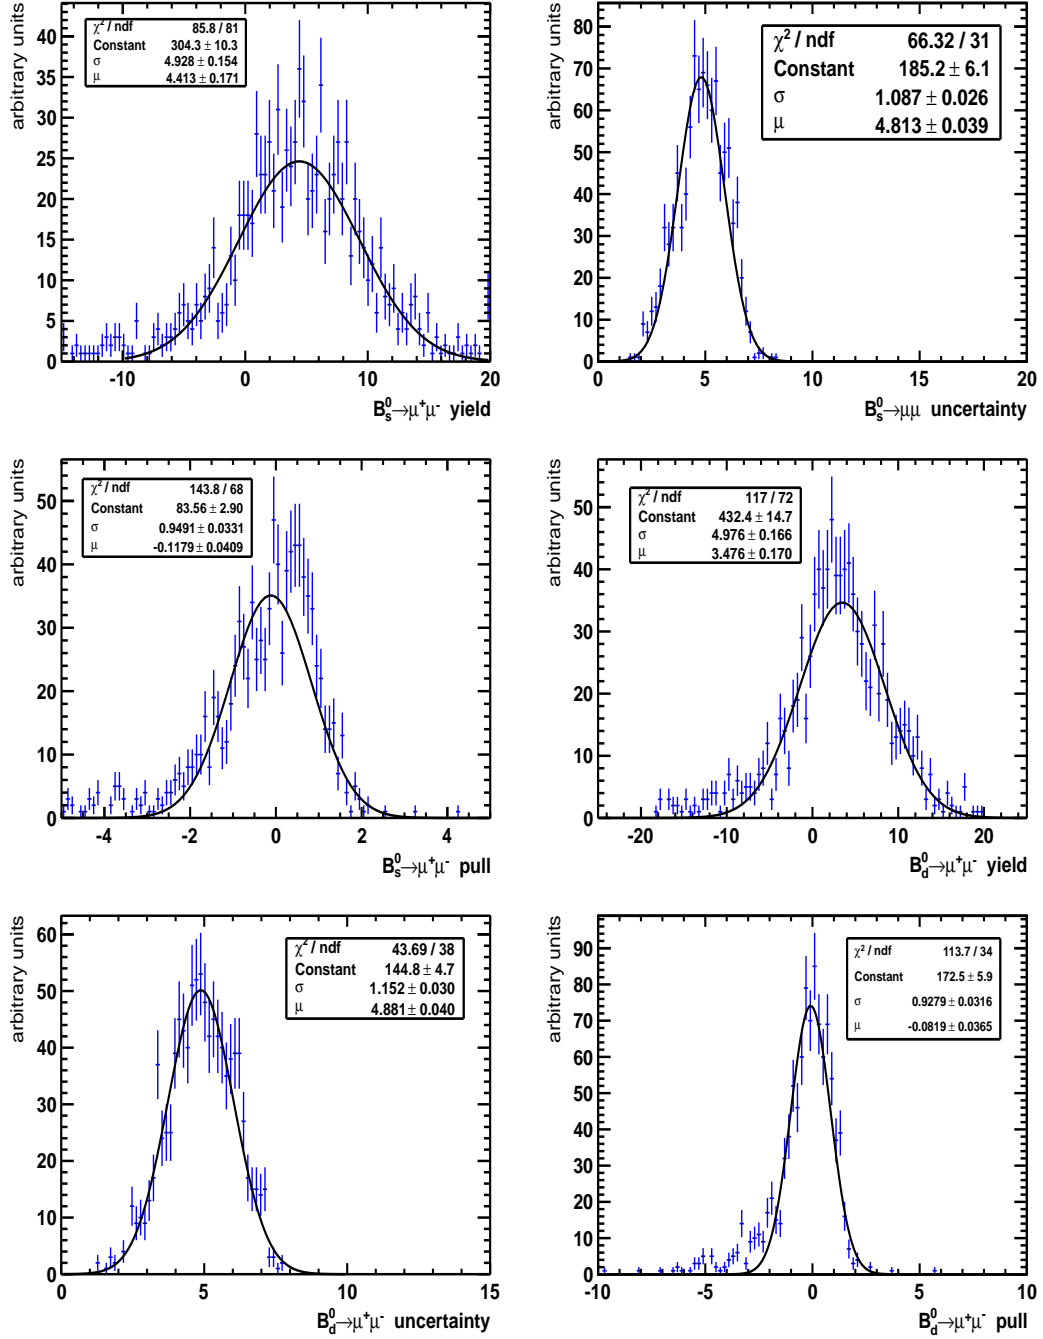 arbitrary units
χ² / ndf 85.8 / 81
Constant 304.3 ± 10.3
σ 4.928 ± 0.154
μ 4.413 ± 0.171
40
35
30
25
20
15
10
5
0
-10 0 10 20
B⁰ₛ→μ⁺μ⁻ yield
arbitrary units
χ² / ndf 66.32 / 31
Constant 185.2 ± 6.1
σ 1.087 ± 0.026
μ 4.813 ± 0.039
80
70
60
50
40
30
20
10
0
0 5 10 15 20
B⁰ₛ→μμ uncertainty
arbitrary units
χ² / ndf 143.8 / 68
Constant 83.56 ± 2.90
σ 0.9491 ± 0.0331
μ -0.1179 ± 0.0409
50
40
30
20
10
0
-4 -2 0 2 4
B⁰ₛ→μ⁺μ⁻ pull
arbitrary units
χ² / ndf 117 / 72
Constant 432.4 ± 14.7
σ 4.976 ± 0.166
μ 3.476 ± 0.170
50
40
30
20
10
0
-20 -10 0 10 20
B⁰d→μ⁺μ⁻ yield
arbitrary units
χ² / ndf 43.69 / 38
Constant 144.8 ± 4.7
σ 1.152 ± 0.030
μ 4.881 ± 0.040
60
50
40
30
20
10
0
0 5 10 15
B⁰d→μ⁺μ⁻ uncertainty
arbitrary units
χ² / ndf 113.7 / 34
Constant 172.5 ± 5.9
σ 0.9279 ± 0.0316
μ -0.0819 ± 0.0365
90
80
70
60
50
40
30
20
10
0
-10 -5 0 5 10
B⁰d→μ⁺μ⁻ pull